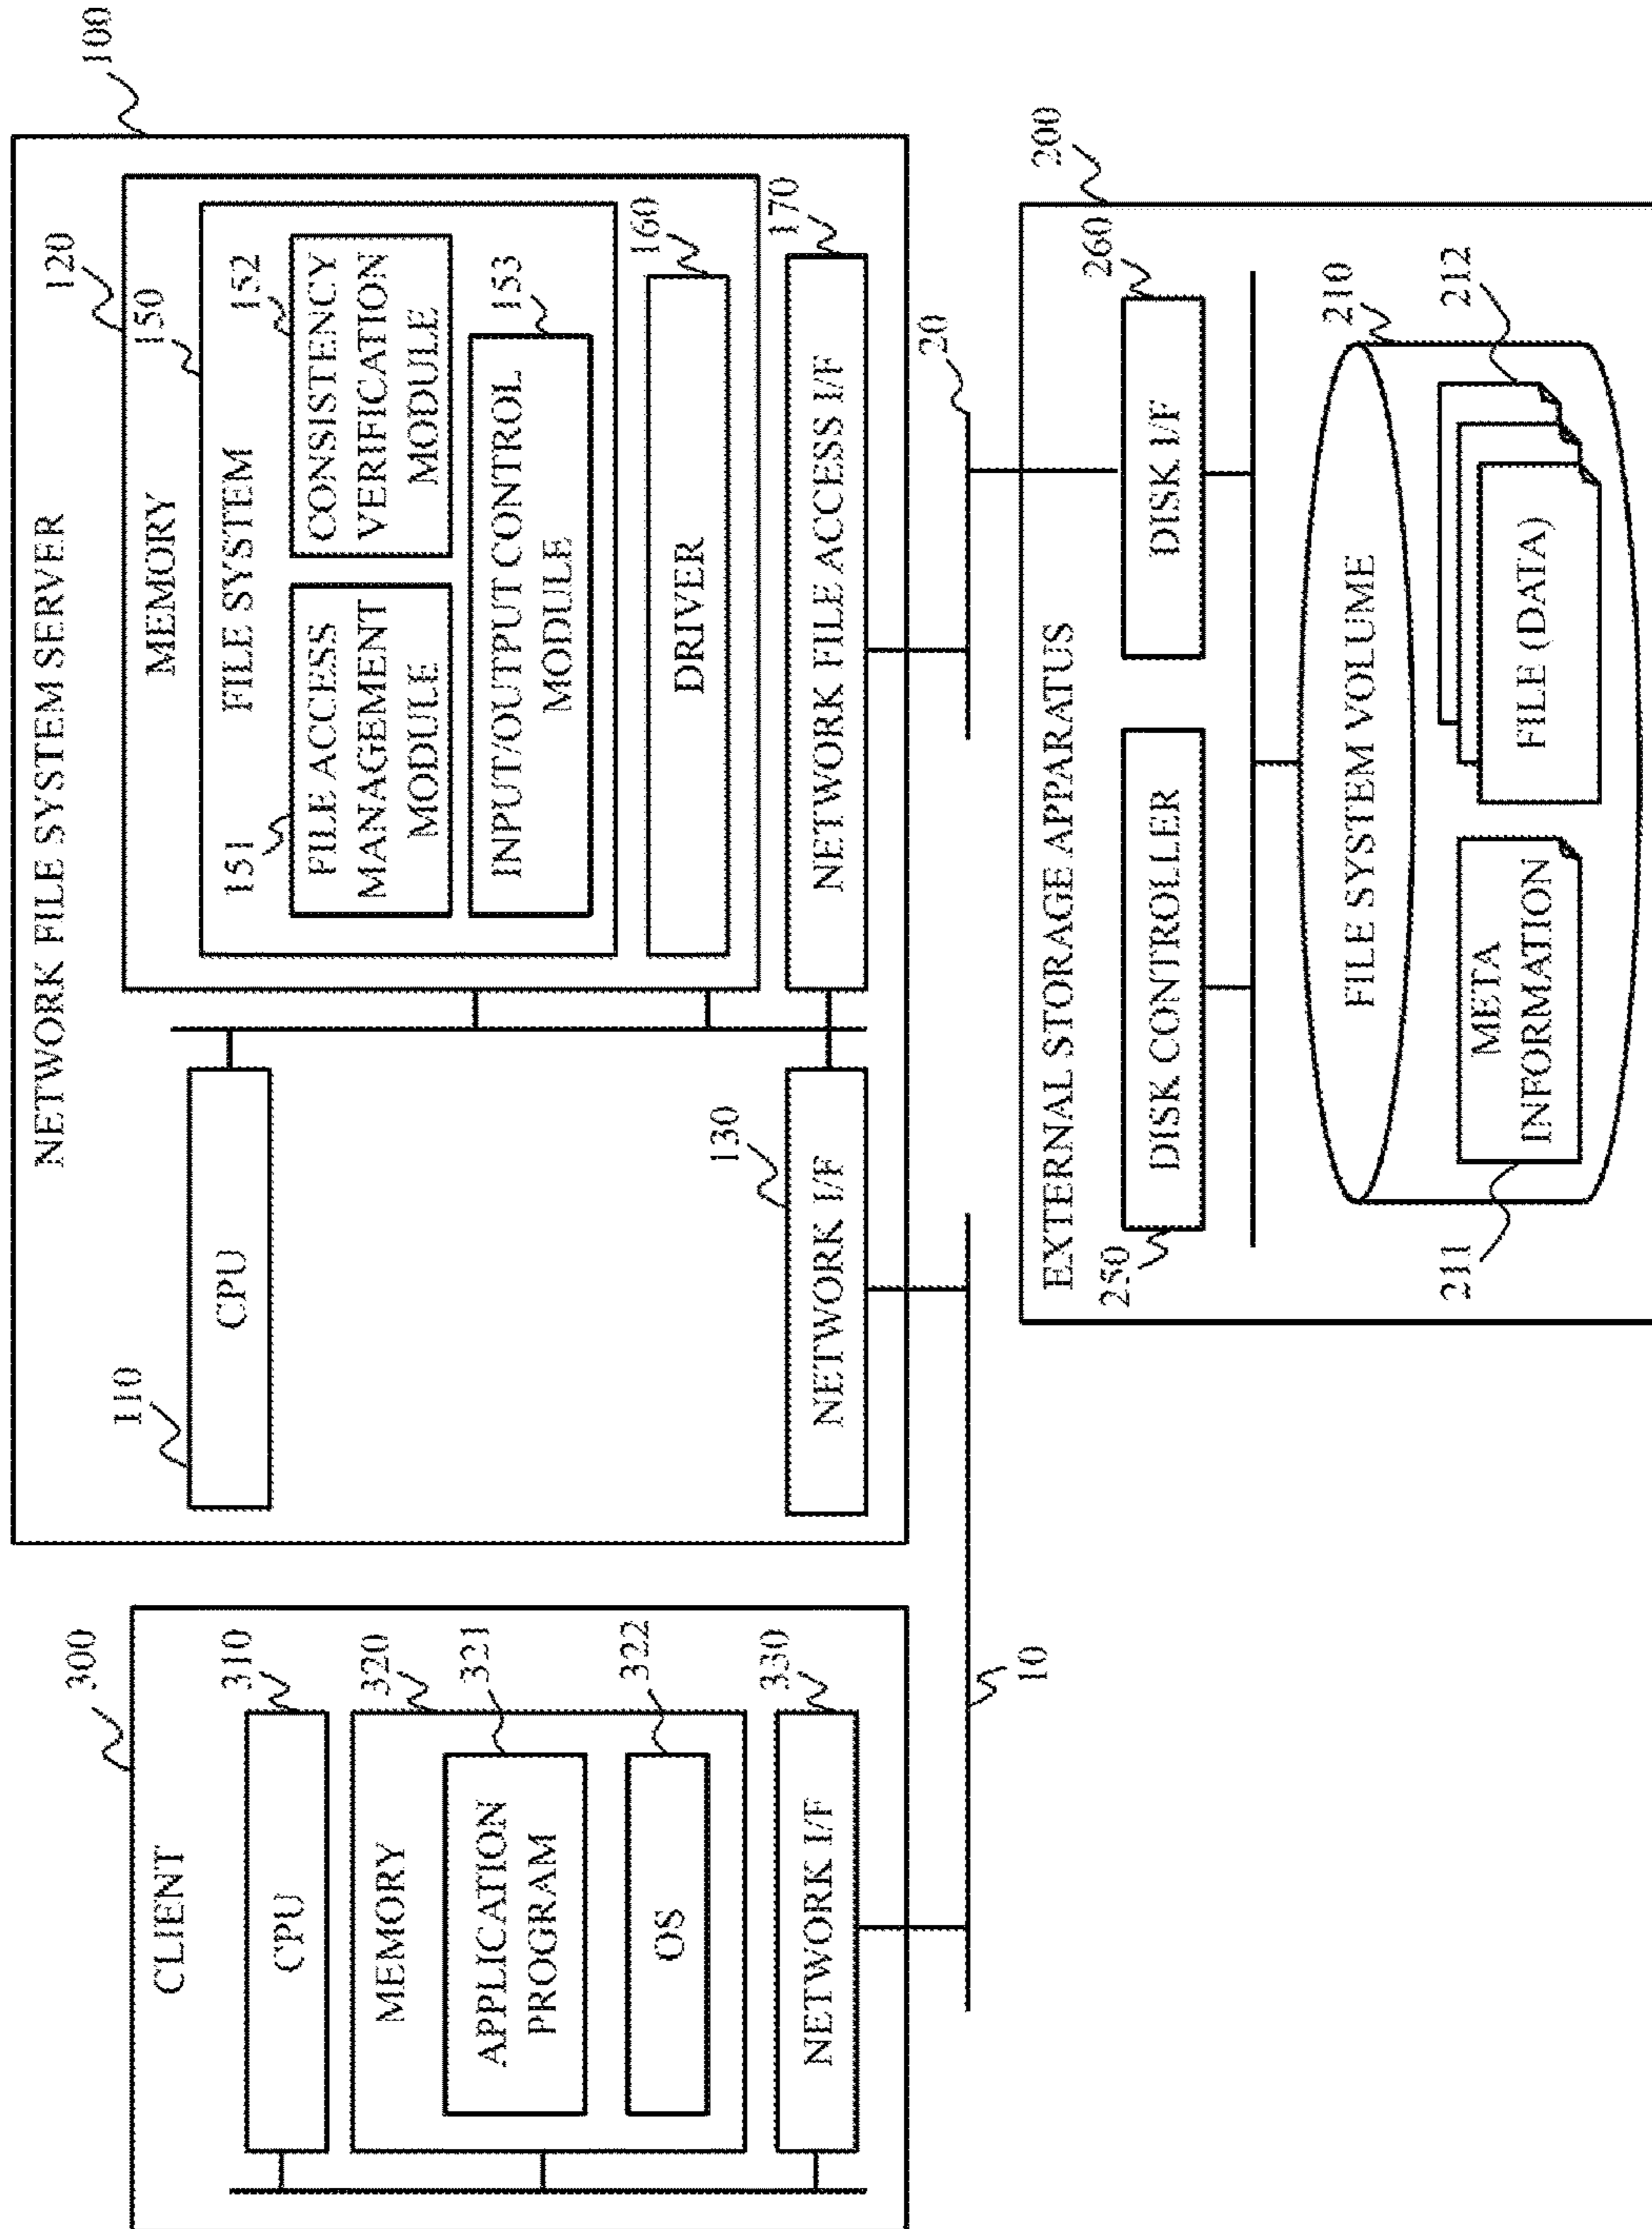 NETWORK FILE SYSTEM SERVER
100
120
110
CPU
MEMORY
150
FILE SYSTEM
151
152
FILE ACCESS
MANAGEMENT
MODULE
CONSISTENCY
VERIFICATION
MODULE
153
INPUT/OUTPUT CONTROL
MODULE
160
DRIVER
130
NETWORK I/F
170
NETWORK FILE ACCESS I/F
300
CLIENT
310
CPU
320
MEMORY
321
APPLICATION
PROGRAM
322
OS
330
NETWORK I/F
10
20
200
EXTERNAL STORAGE APPARATUS
250
DISK CONTROLLER
260
DISK I/F
210
FILE SYSTEM VOLUME
211
META
INFORMATION
212
FILE (DATA)